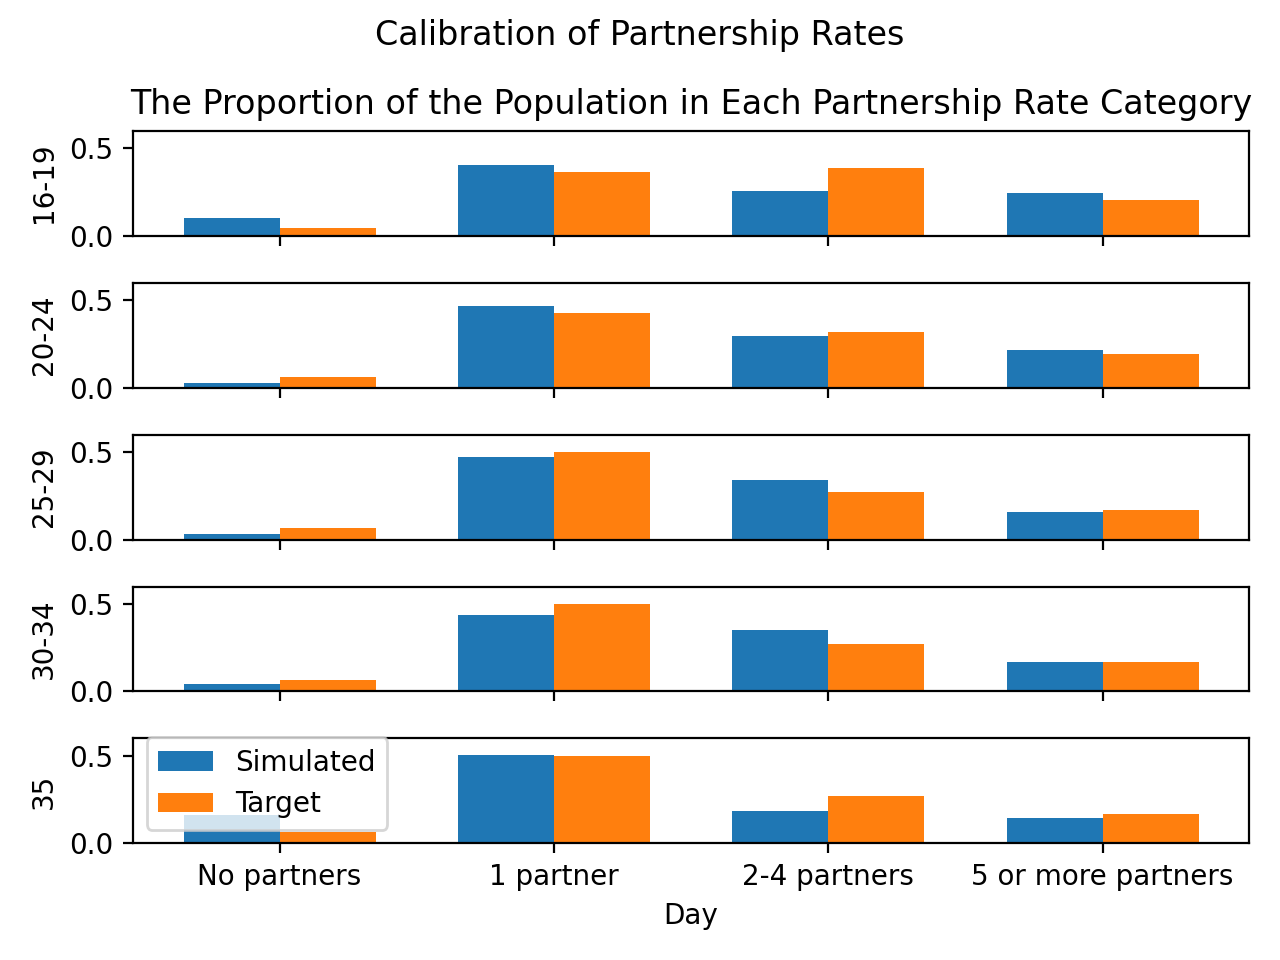 Calibration of Partnership Rates
The Proportion of the Population in Each Partnership Rate Category
16-19
0.5
0.0
20-24
0.5
0.0
25-29
0.5
0.0
30-34
0.5
0.0
35
0.5
0.0
Simulated
Target
No partners
1 partner
2-4 partners
5 or more partners
Day